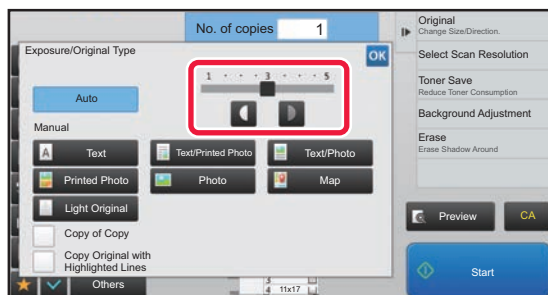 No. of copies 1
Exposure/Original Type
OK
1 · · · 3 · · · 5
Auto
Manual
Text
Text/Printed Photo
Text/Photo
Printed Photo
Photo
Map
Light Original
Copy of Copy
Copy Original with
Highlighted Lines
Others
4 11x17
Original
Change Size/Direction.
Select Scan Resolution
Toner Save
Reduce Toner Consumption
Background Adjustment
Erase
Erase Shadow Around
Preview
CA
Start